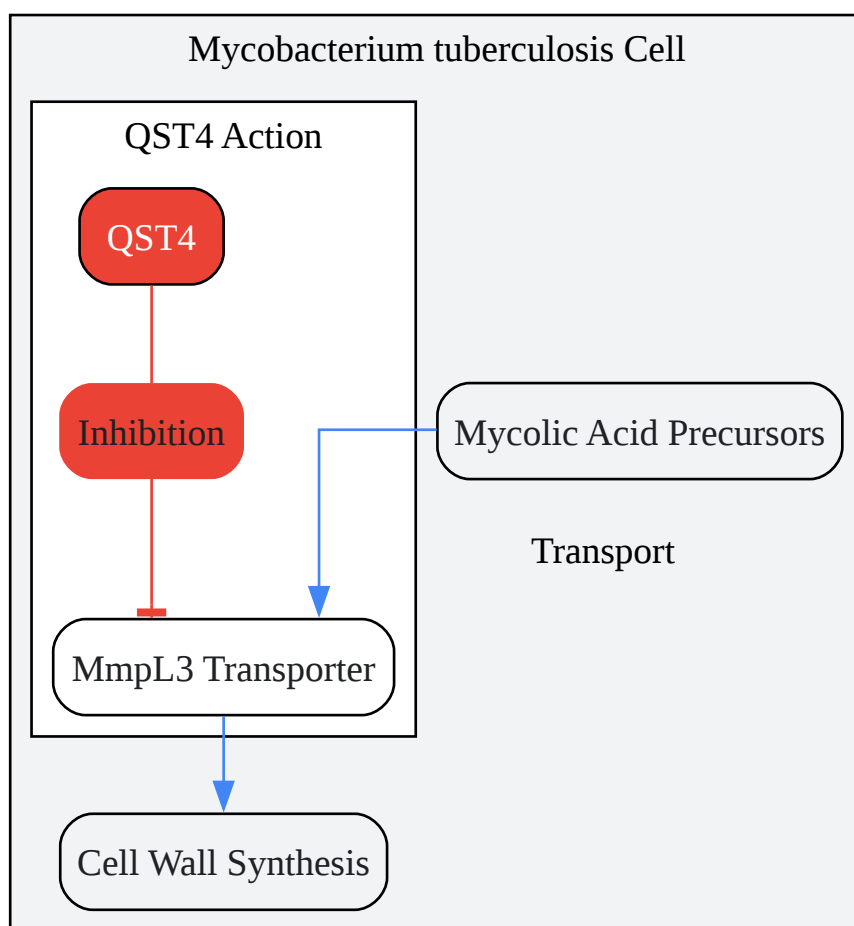 Mycobacterium tuberculosis Cell
QST4 Action
QST4
Inhibition
Mycolic Acid Precursors
Transport
MmpL3 Transporter
Cell Wall Synthesis